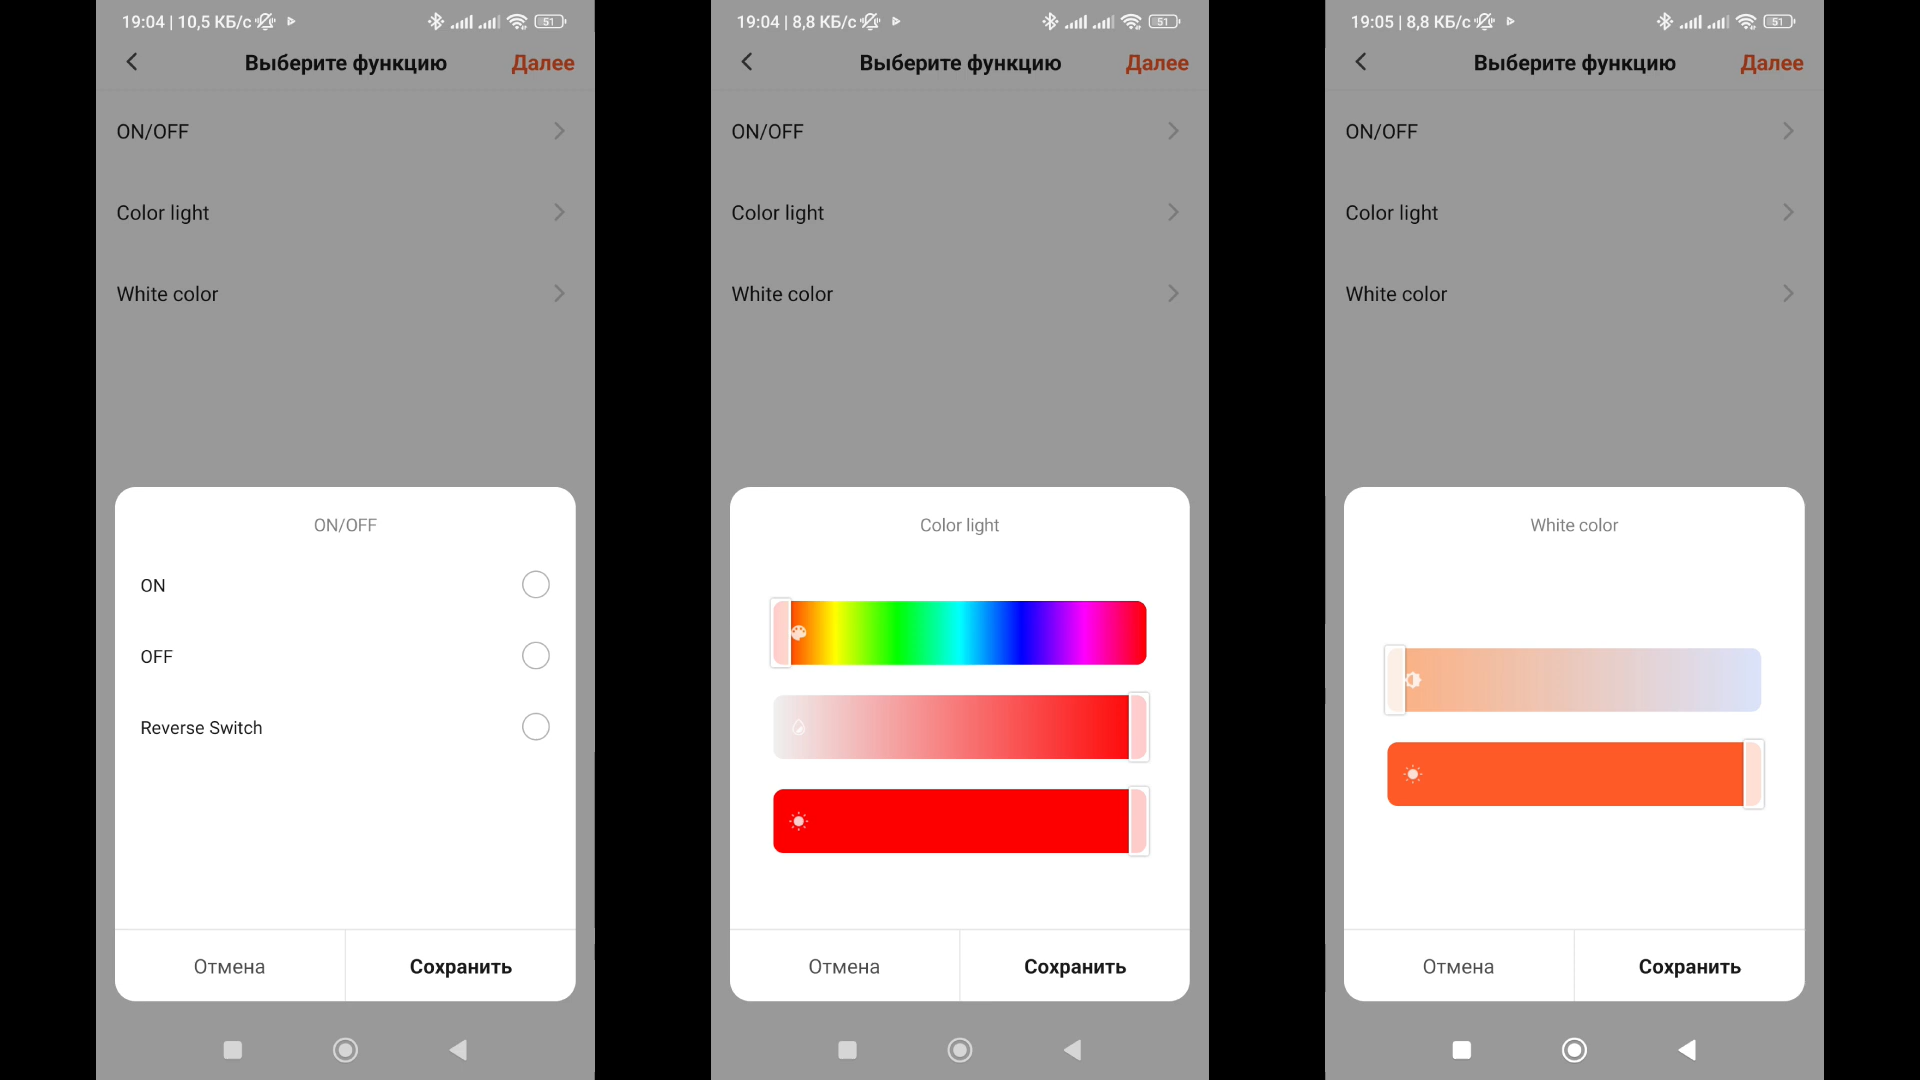 19:04 | 10,5 КБ/с
51
Выберите функцию
Далее
ON/OFF
Color light
White color
ON/OFF
ON
OFF
Reverse Switch
Отмена
Сохранить
19:04 | 8,8 КБ/с
51
Выберите функцию
Далее
ON/OFF
Color light
White color
Color light
Отмена
Сохранить
19:05 | 8,8 КБ/с
51
Выберите функцию
Далее
ON/OFF
Color light
White color
White color
Отмена
Сохранить